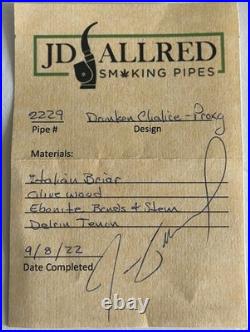 JD ALLRED
SMOKING PIPES
2229 Danken Chalice - Proxy
Pipe # Design
Materials:
Italian Briar
Olive wood
Ebonite Bands & Stem
Delrin Tenon
9/8/22
Date Completed